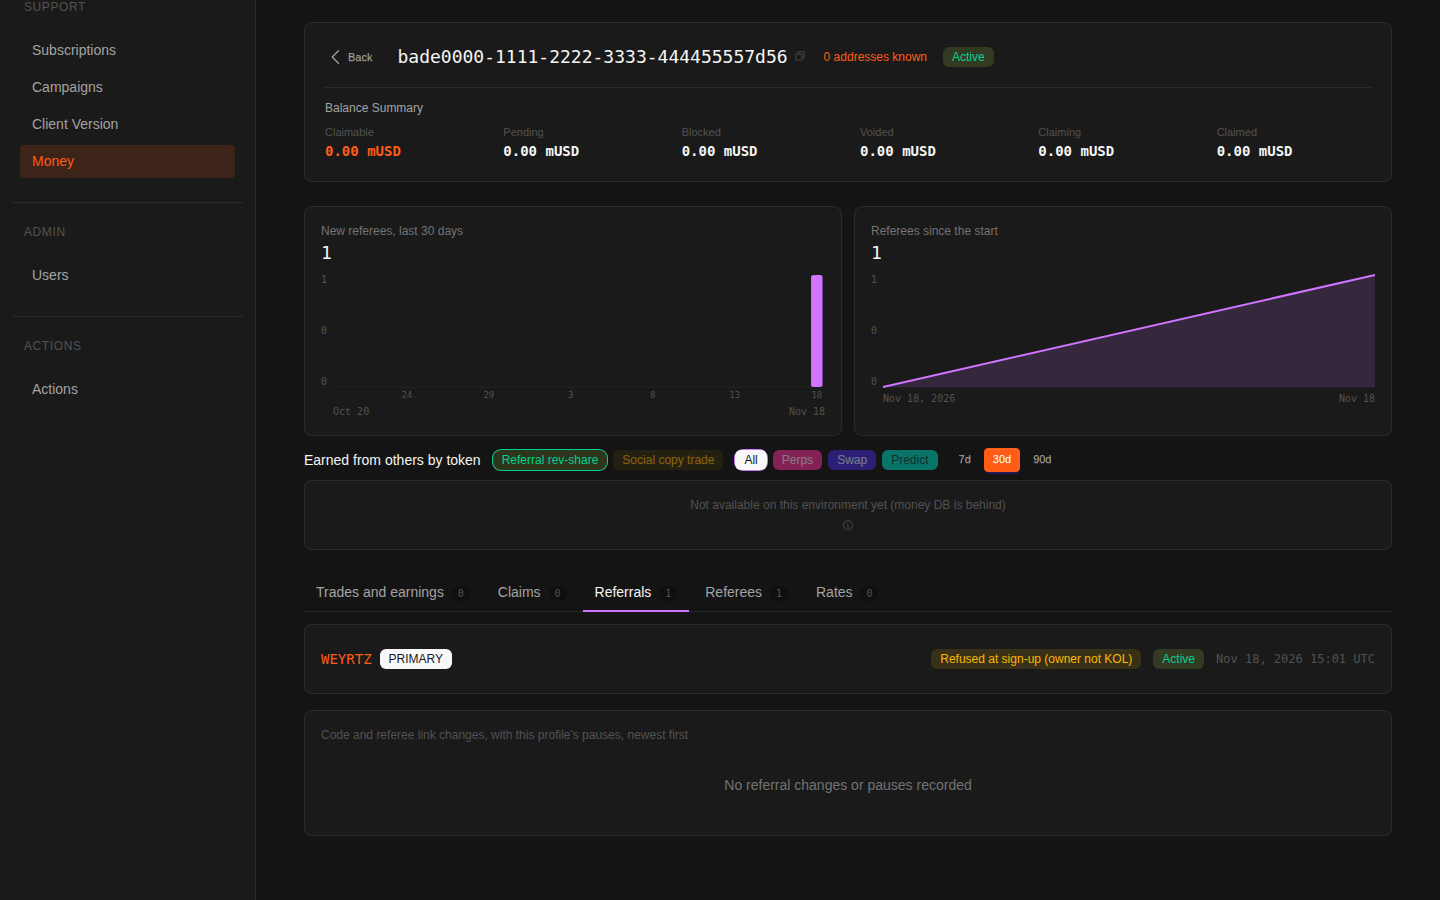 SUPPORT
Subscriptions
Campaigns
Client Version
Money
ADMIN
Users
ACTIONS
Actions
Back bade0000-1111-2222-3333-444455557d56 0 addresses known Active
Balance Summary
Claimable Pending Blocked Voided Claiming Claimed
0.00 mUSD 0.00 mUSD 0.00 mUSD 0.00 mUSD 0.00 mUSD 0.00 mUSD
New referees, last 30 days
1
1
0
0
24 29 3 8 13 18
Oct 20 Nov 18
Referees since the start
1
1
0
0
Nov 18, 2026 Nov 18
Earned from others by token Referral rev-share Social copy trade All Perps Swap Predict 7d 30d 90d
Not available on this environment yet (money DB is behind)
Trades and earnings 0 Claims 0 Referrals 1 Referees 1 Rates 0
WEYRTZ PRIMARY Refused at sign-up (owner not KOL) Active Nov 18, 2026 15:01 UTC
Code and referee link changes, with this profile's pauses, newest first
No referral changes or pauses recorded